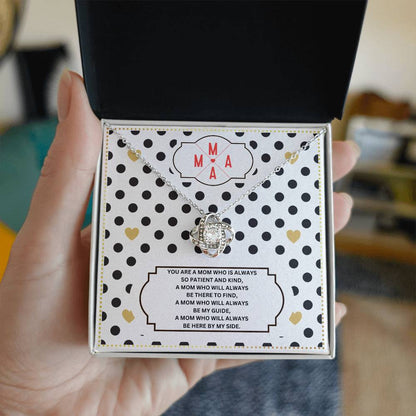 M
M A
A
YOU ARE A MOM WHO IS ALWAYS
SO PATIENT AND KIND,
A MOM WHO WILL ALWAYS
BE THERE TO FIND,
A MOM WHO WILL ALWAYS
BE MY GUIDE,
A MOM WHO WILL ALWAYS
BE HERE BY MY SIDE.